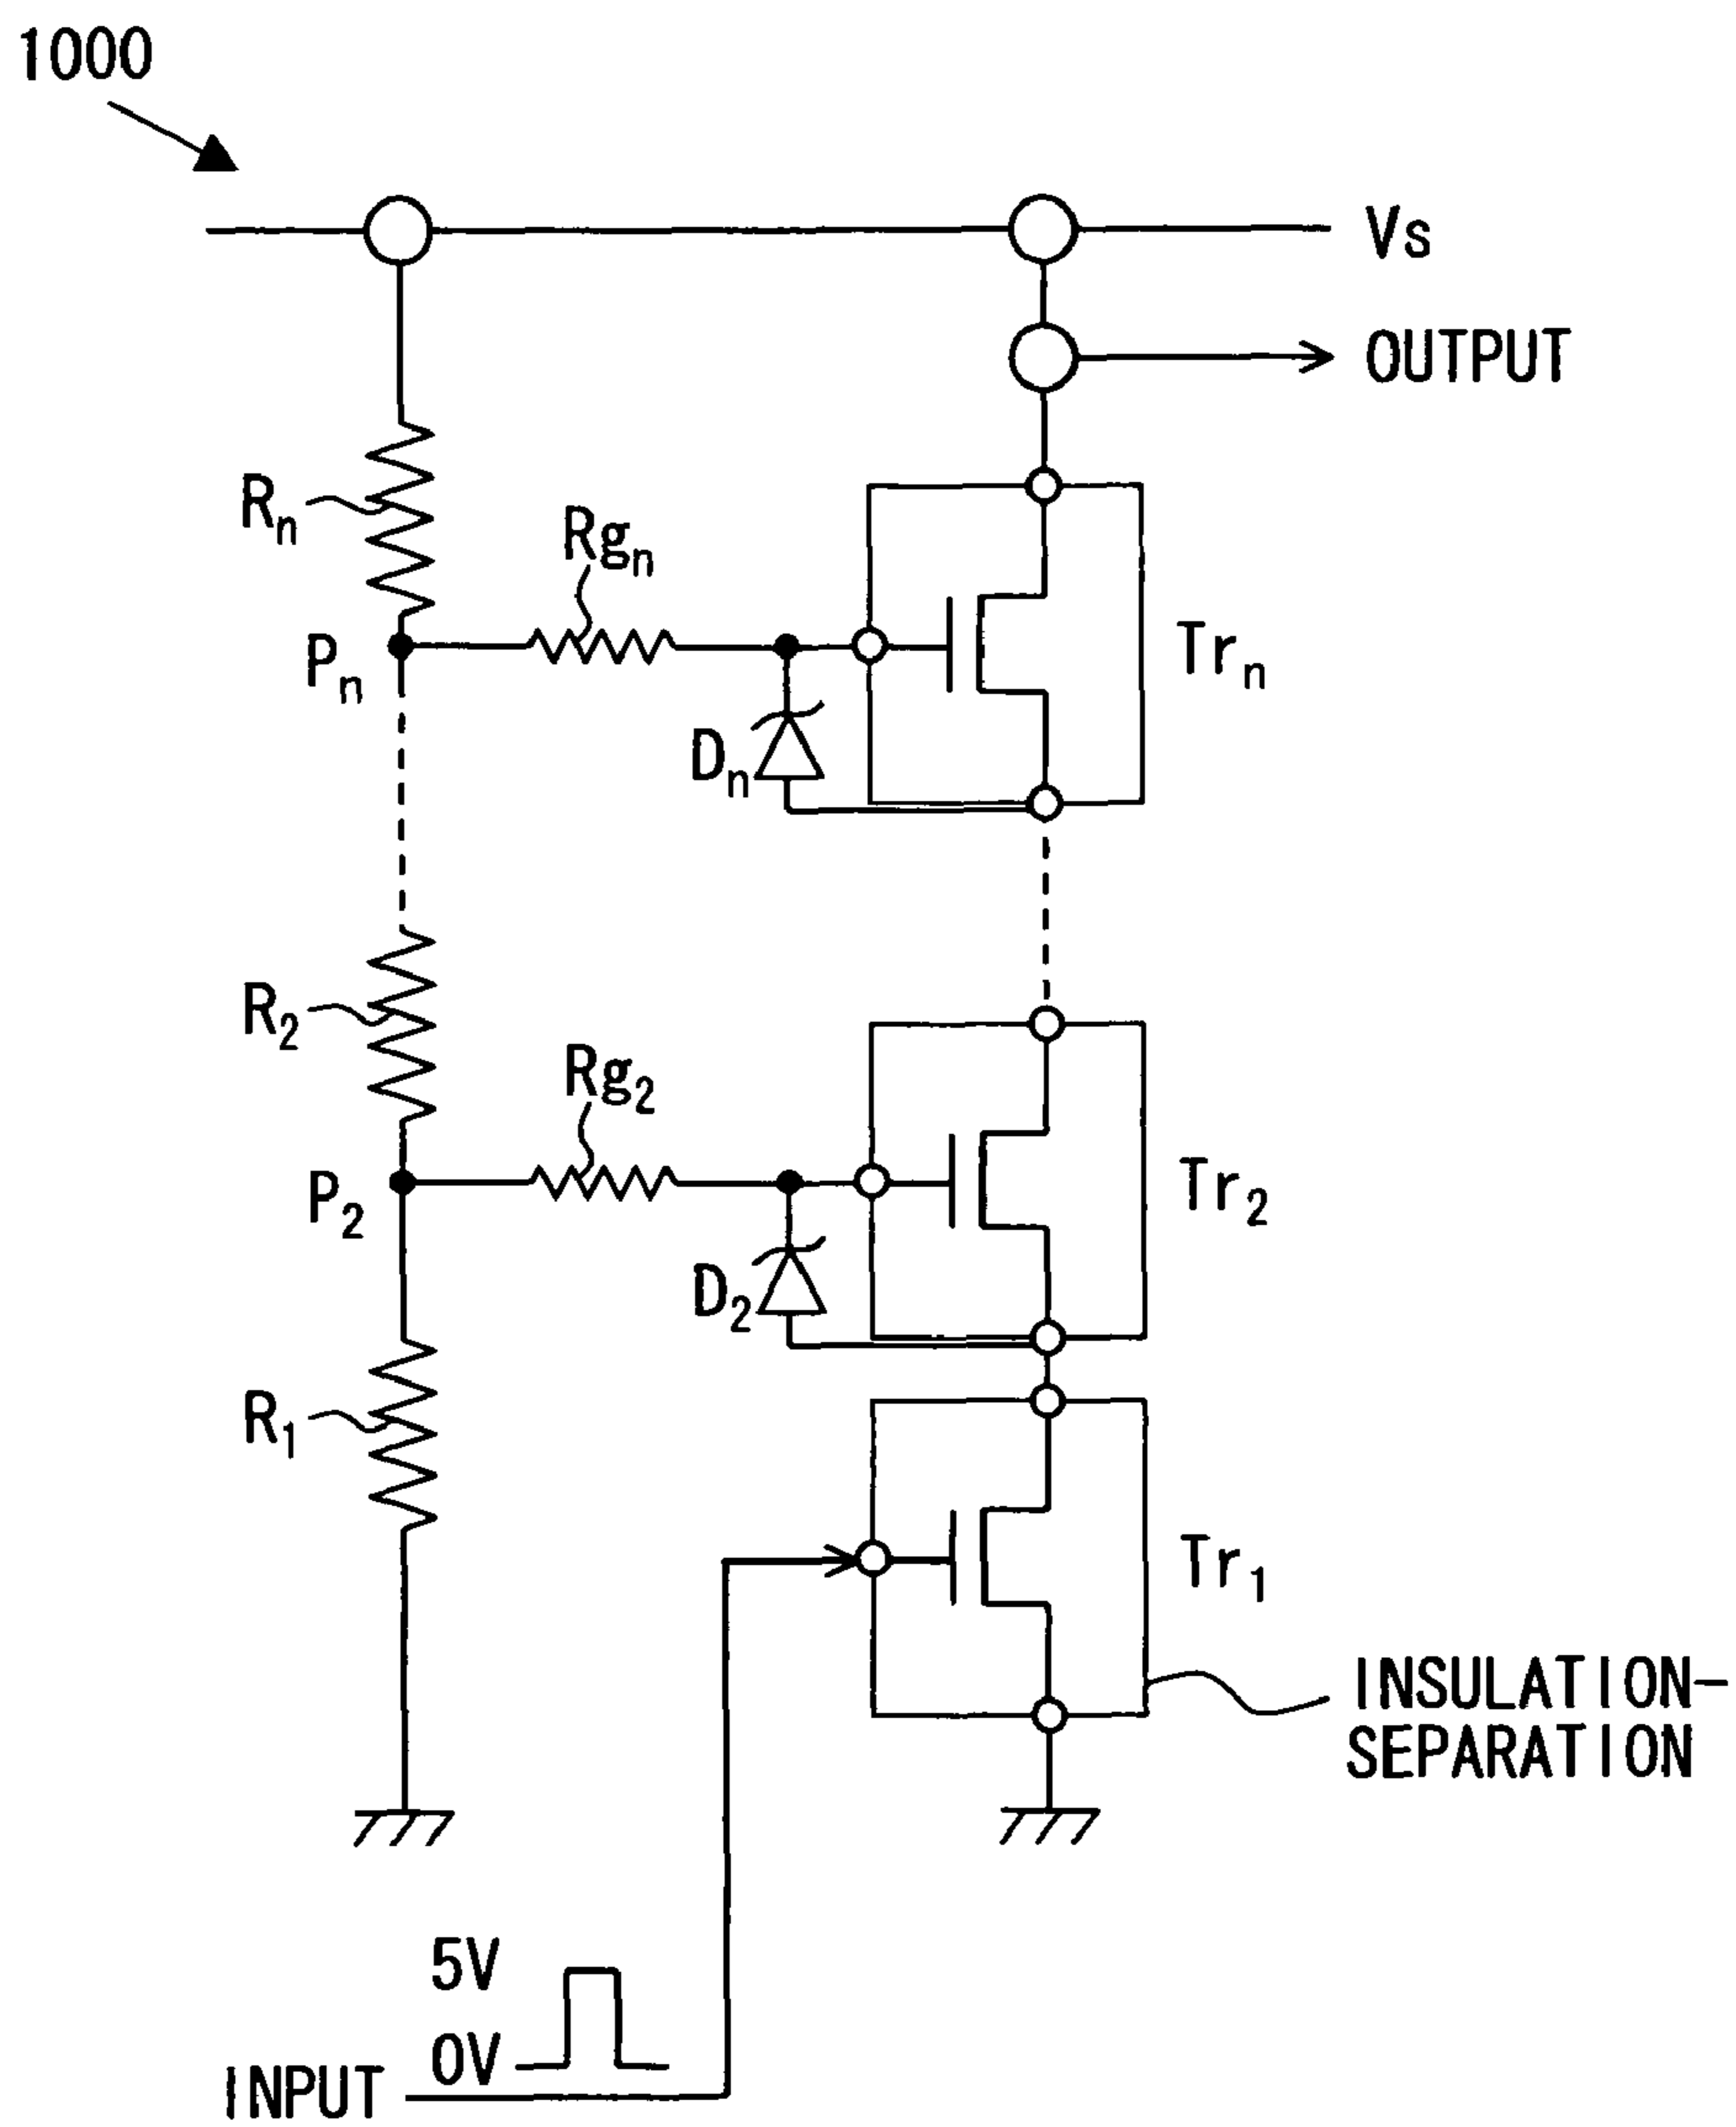 1000
Vs
OUTPUT
Rn
Rgn
Pn
Trn
Dn
R2
Rg2
P2
Tr2
D2
R1
Tr1
INSULATION-
SEPARATION
5V
0V
INPUT